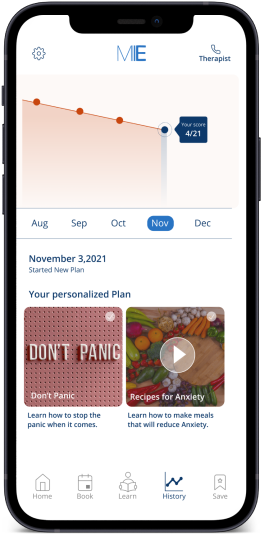 MIE
Therapist
Your score
4/21
Aug Sep Oct Nov Dec
November 3,2021
Started New Plan
Your personalized Plan
DON'T PANIC
Don't Panic
Recipes for Anxiety
Learn how to stop the
panic when it comes.
Learn how to make meals
that will reduce Anxiety.
Home Book Learn History Save